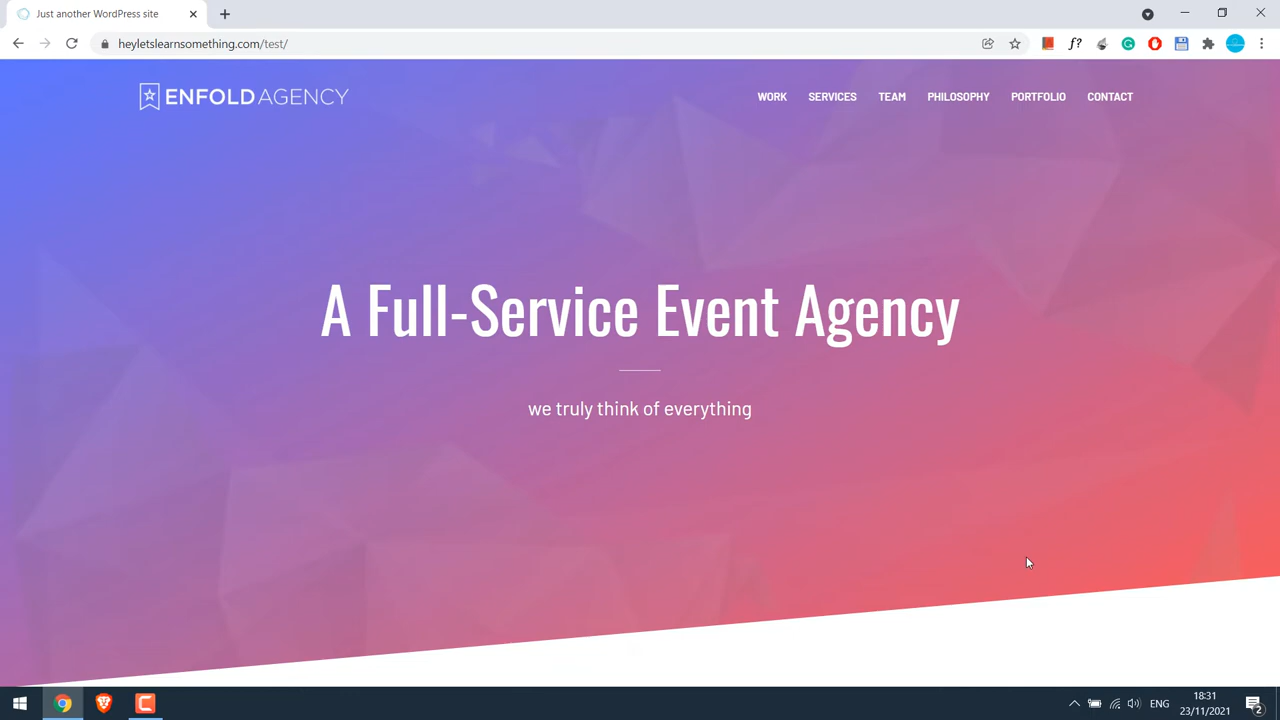 Just another WordPress site
heyletslearnsomething.com/test/
f?
ENFOLD AGENCY
WORK SERVICES TEAM PHILOSOPHY PORTFOLIO CONTACT
A Full-Service Event Agency
we truly think of everything
ENG
18:31
23/11/2021
2